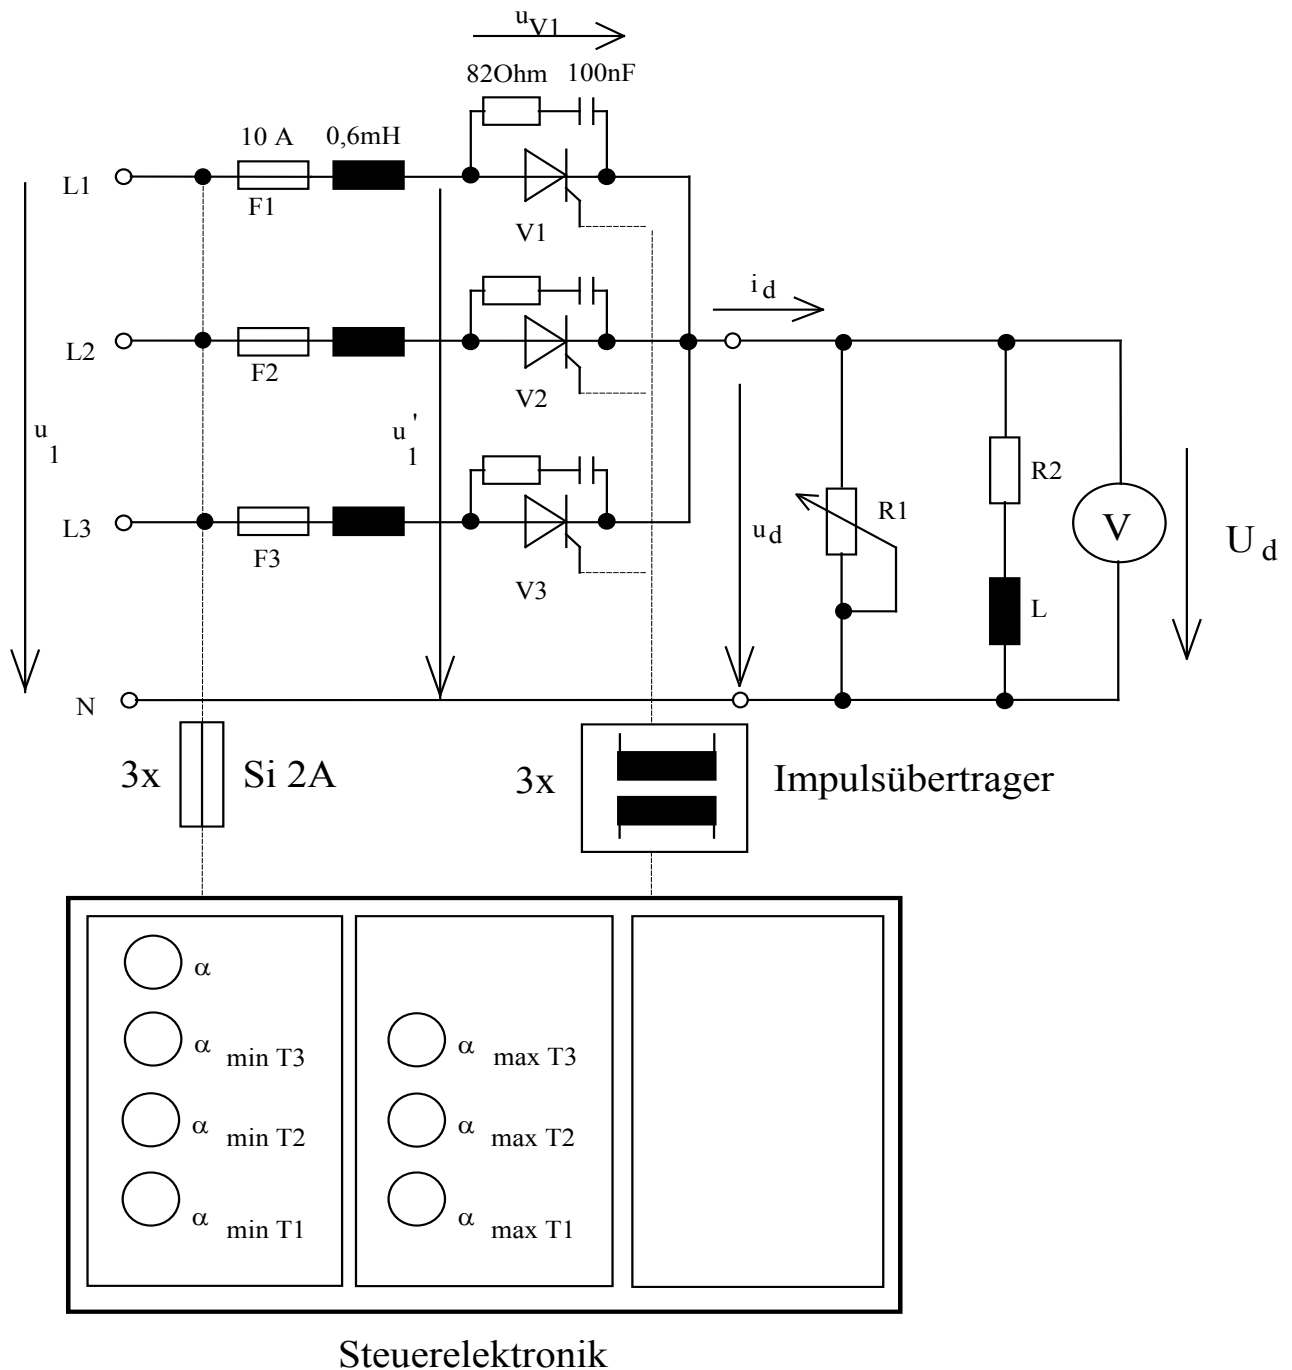 u V1
82Ohm 100nF
10 A 0,6mH
L1
F1
V1
i d
L2
F2
V2
u 1
u 1 '
R2
L3
F3
V3
u d
R1
V
U d
L
N
3x Si 2A
3x Impulsübertrager
α
α min T3
α max T3
α min T2
α max T2
α min T1
α max T1
Steuerelektronik